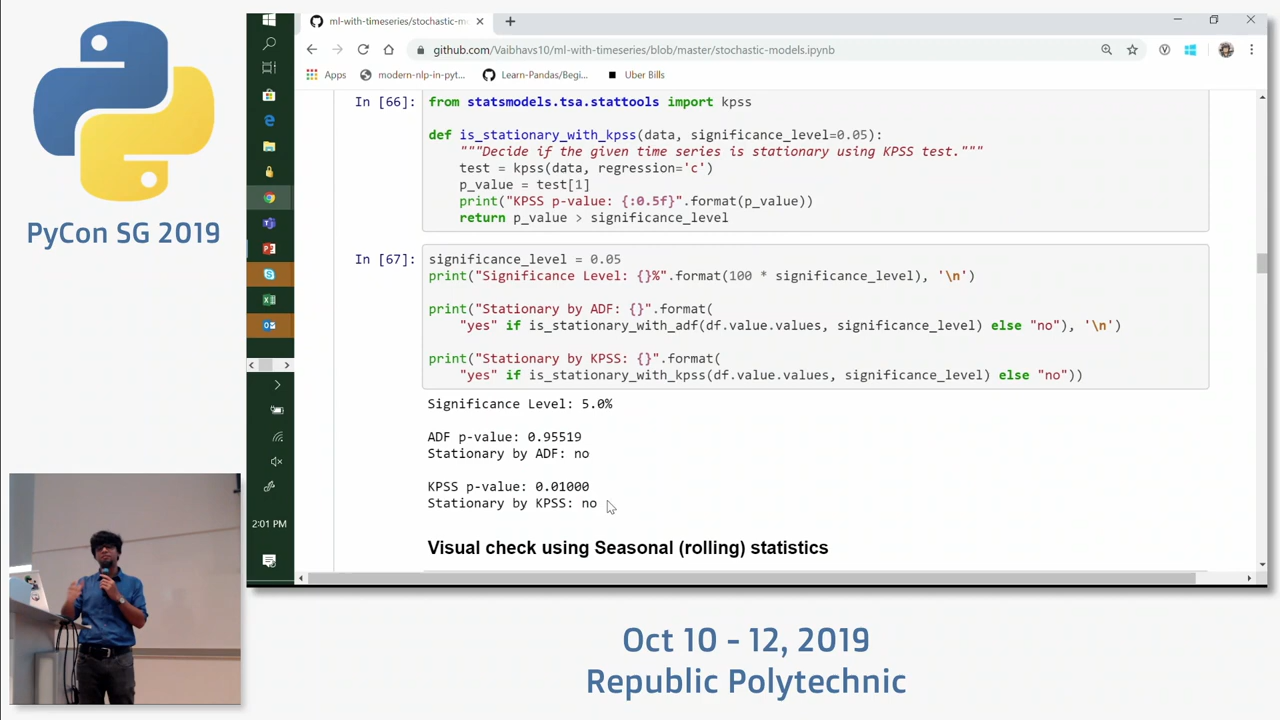 PyCon SG 2019
ml-with-timeseries/stochastic-m
github.com/Vaibhavs10/ml-with-timeseries/blob/master/stochastic-models.ipynb
Apps
modern-nlp-in-pyt...
Learn-Pandas/Begi...
Uber Bills
In [66]:
from statsmodels.tsa.stattools import kpss
def is_stationary_with_kpss(data, significance_level=0.05):
"""Decide if the given time series is stationary using KPSS test."""
test = kpss(data, regression='c')
p_value = test[1]
print("KPSS p-value: {:0.5f}".format(p_value))
return p_value > significance_level
In [67]:
significance_level = 0.05
print("Significance Level: {}%".format(100 * significance_level), '\n')
print("Stationary by ADF: {}".format(
"yes" if is_stationary_with_adf(df.value.values, significance_level) else "no"), '\n')
print("Stationary by KPSS: {}".format(
"yes" if is_stationary_with_kpss(df.value.values, significance_level) else "no"))
Significance Level: 5.0%
ADF p-value: 0.95519
Stationary by ADF: no
KPSS p-value: 0.01000
Stationary by KPSS: no
Visual check using Seasonal (rolling) statistics
2:01 PM
Oct 10 - 12, 2019
Republic Polytechnic